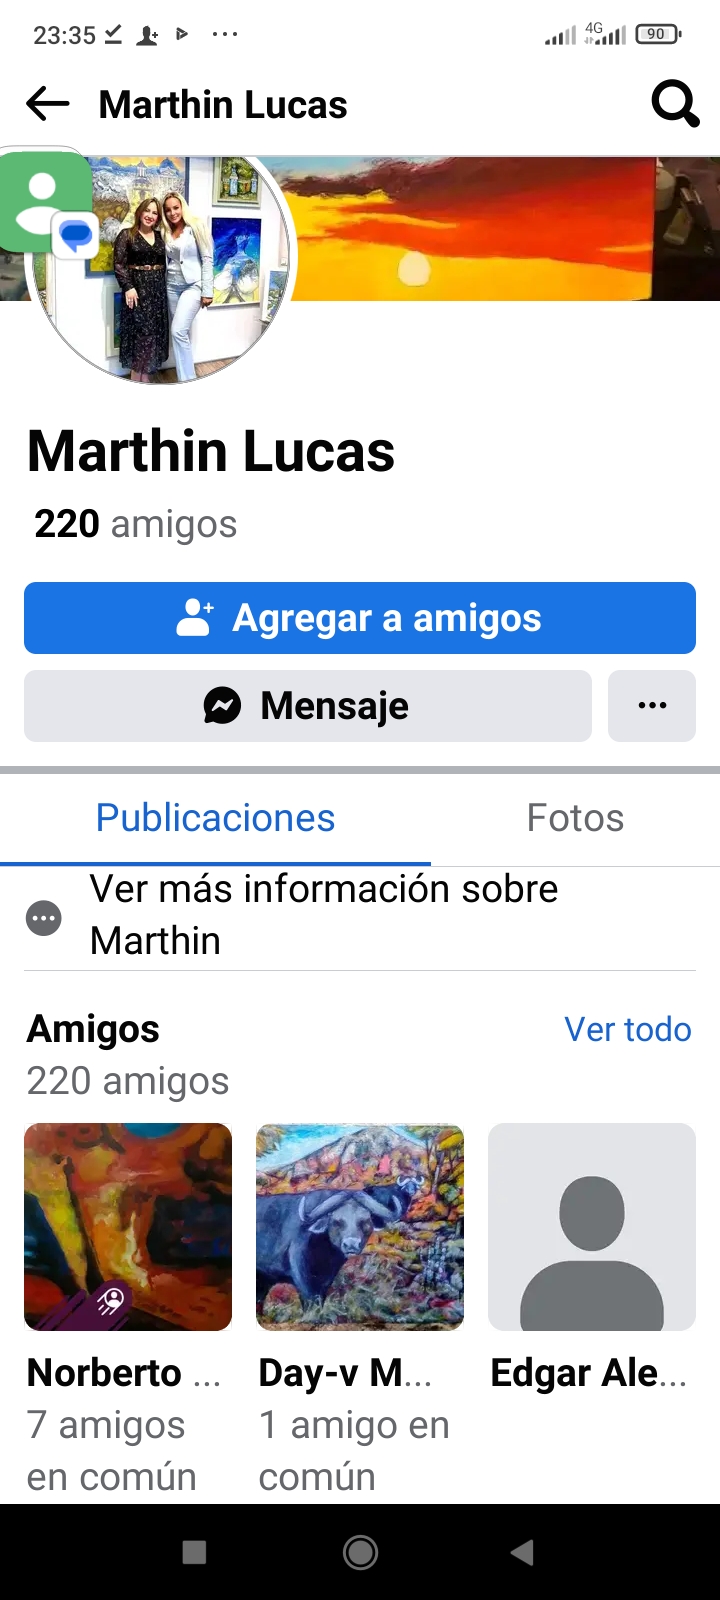 23:35
4G
90
Marthin Lucas
Marthin Lucas
220 amigos
Agregar a amigos
Mensaje
Publicaciones
Fotos
Ver más información sobre
Marthin
Amigos
Ver todo
220 amigos
Norberto ...
Day-v M...
Edgar Ale...
7 amigos
en común
1 amigo en
común